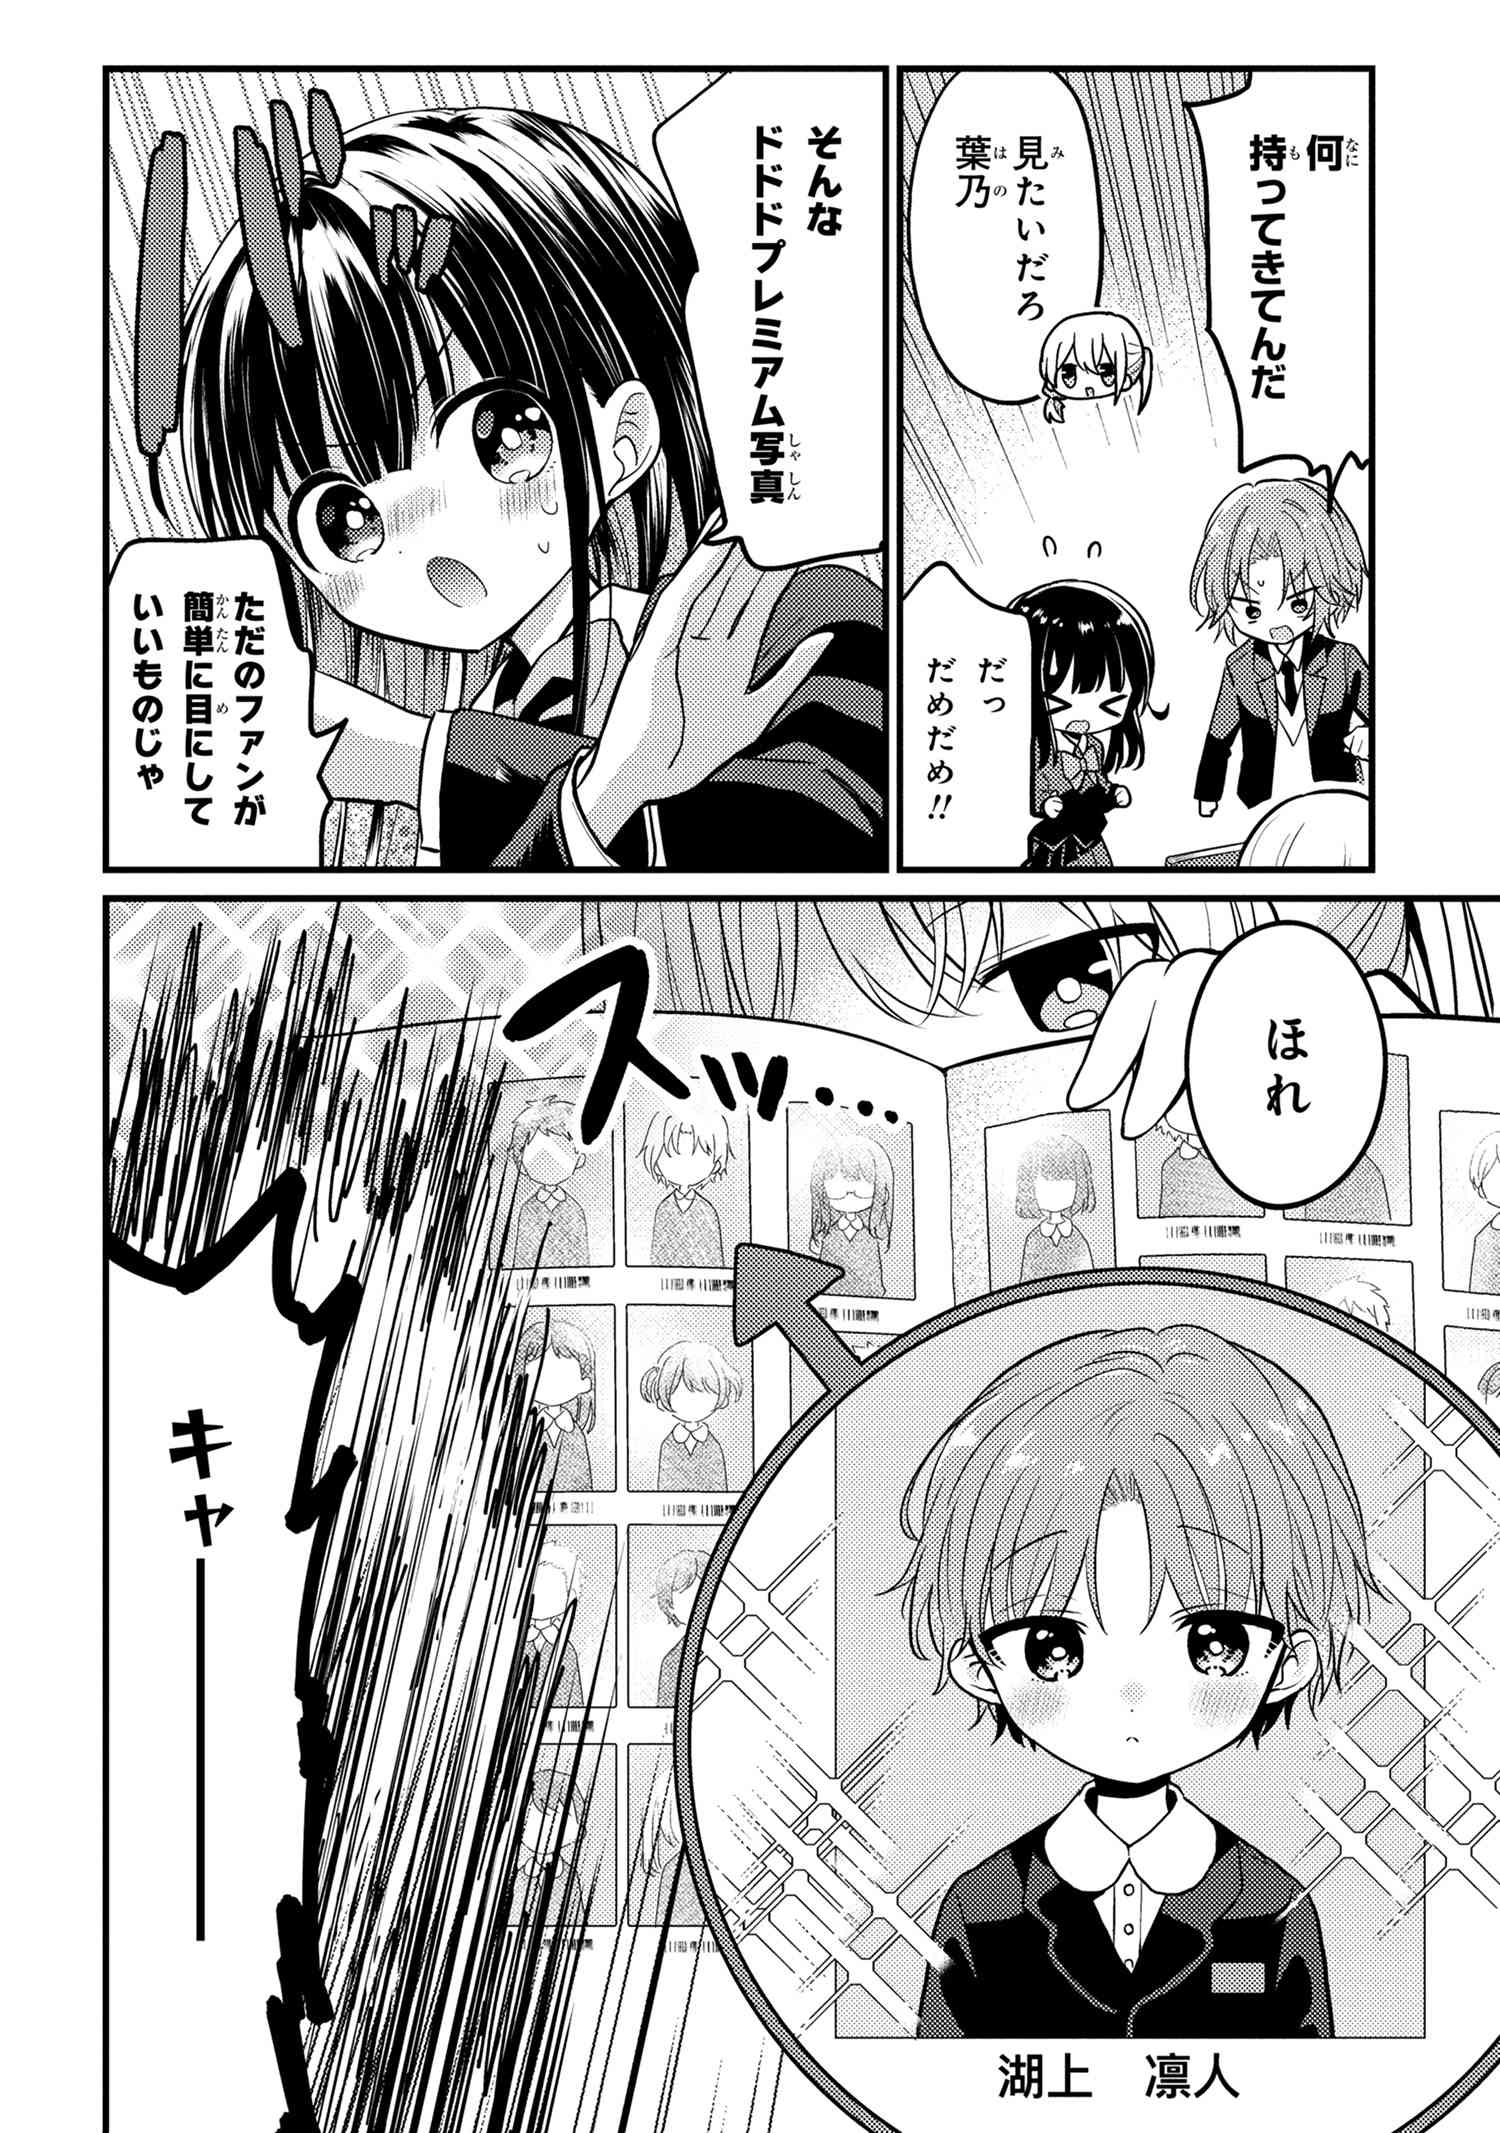 何
持ってきてんだ
見たいだろ
葉乃
だっ
だめだめ!!
そんな
ドドドプレミアム写真
ただのファンが
簡単に目にして
いいものじゃ
ほれ
スッ…
キャ──
湖上 凛人